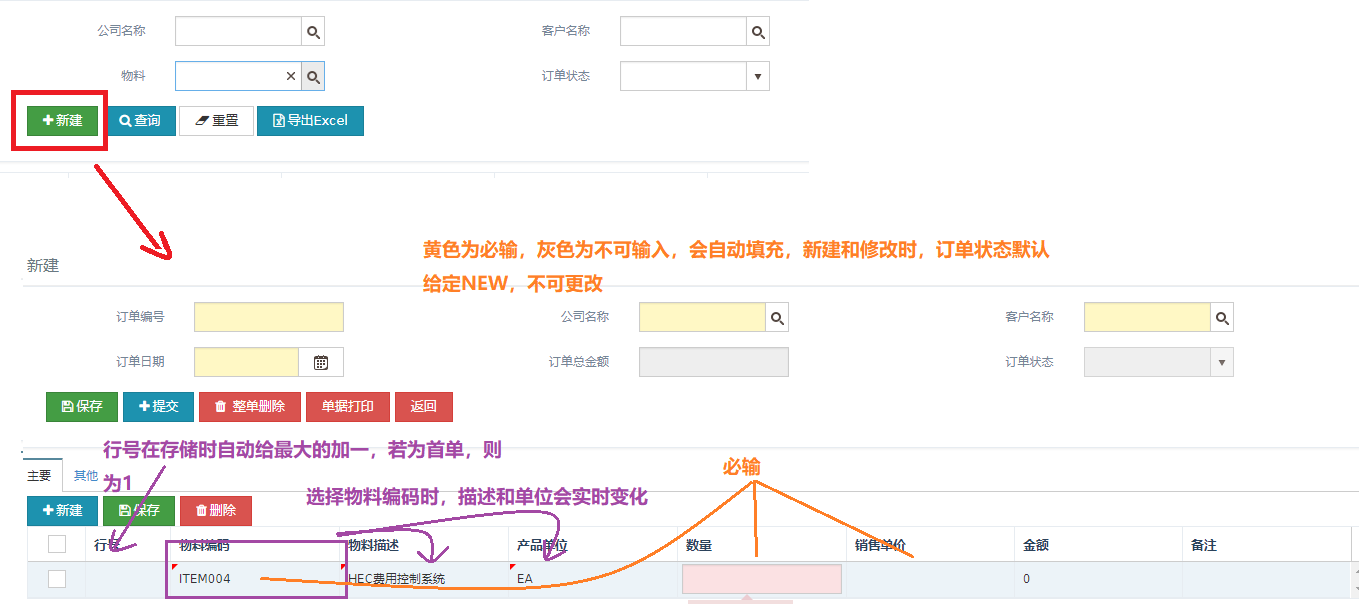 公司名称 客户名称
物料 订单状态
新建 查询 重置 导出Excel
黄色为必输，灰色为不可输入，会自动填充，新建和修改时，订单状态默认
给定NEW，不可更改
新建
订单编号 公司名称 客户名称
订单日期 订单总金额 订单状态
保存 提交 整单删除 单据打印 返回
行号在存储时自动给最大的加一，若为首单，则
为1
必输
主要 其他
选择物料编码时，描述和单位会实时变化
新建 保存 删除
行号 物料编码 物料描述 产品单位 数量 销售单价 金额 备注
ITEM004 HEC费用控制系统 EA 0